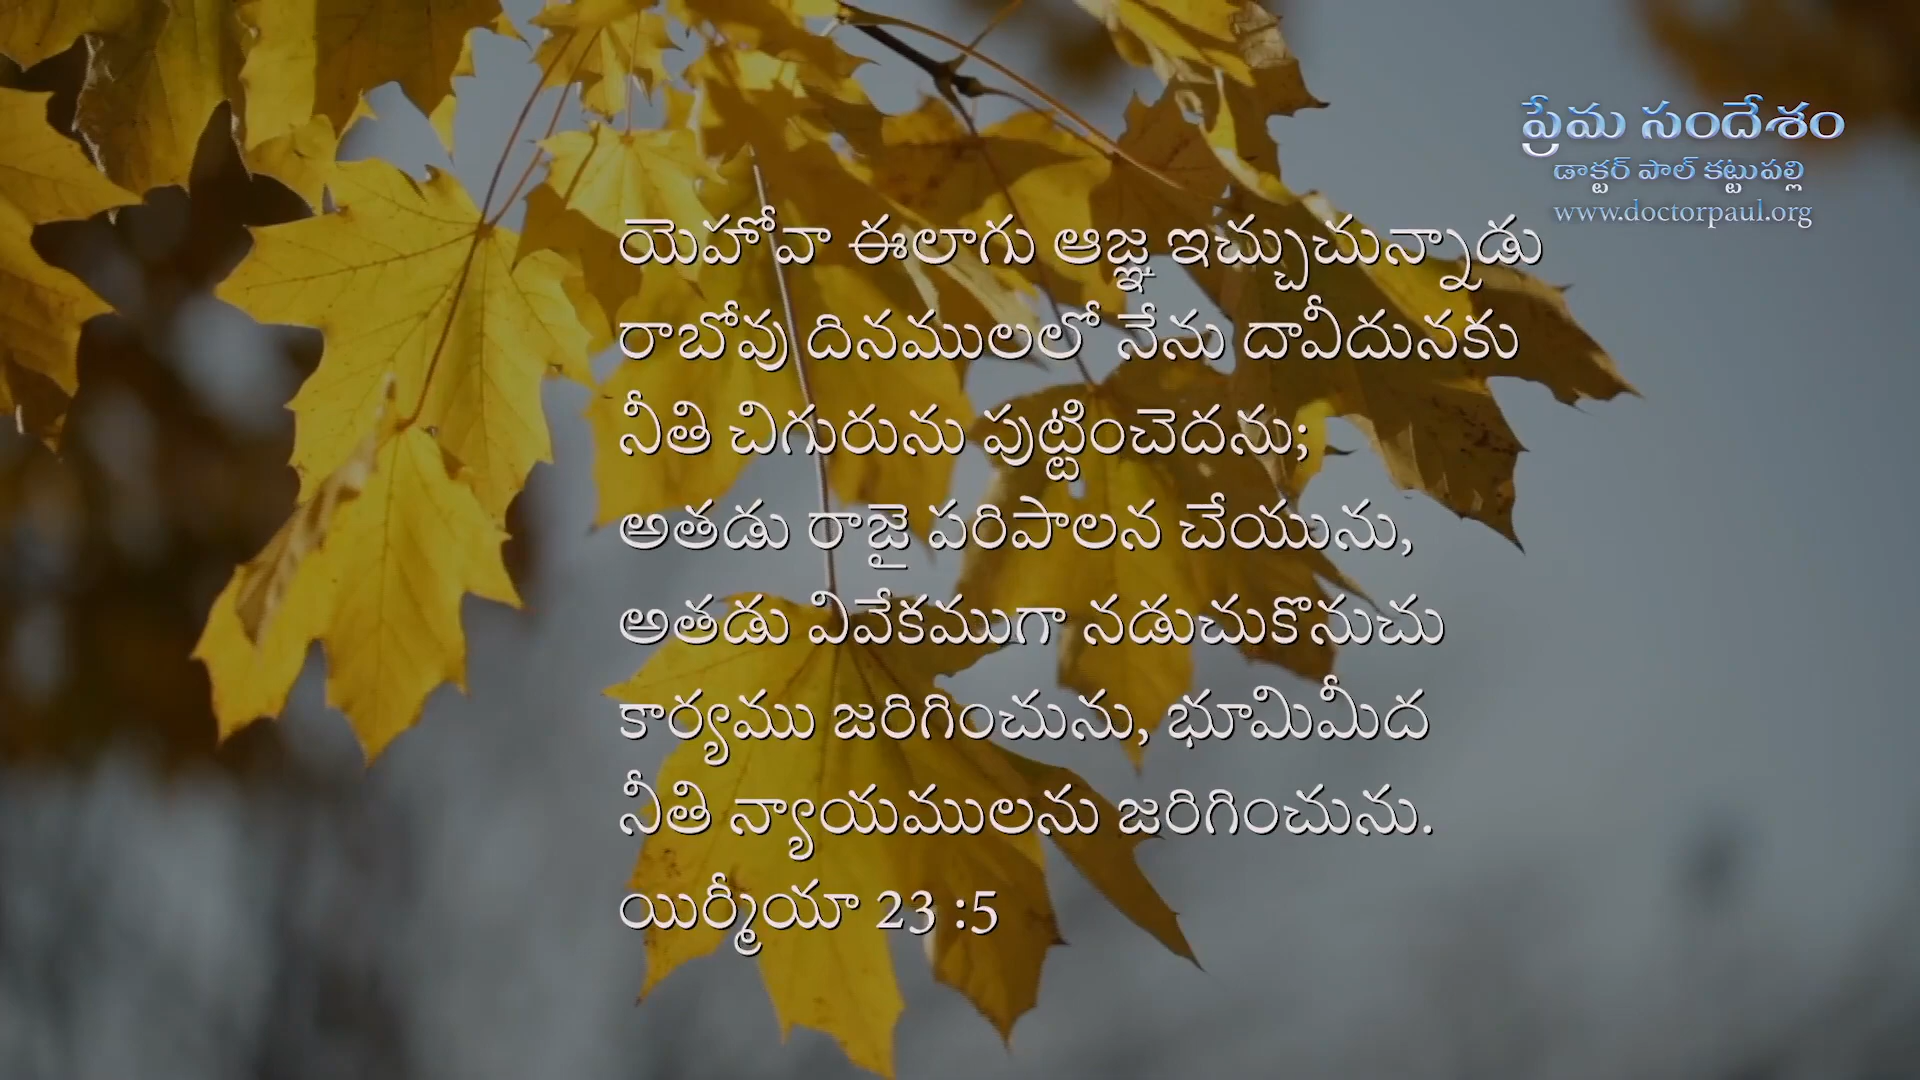 ప్రేమ సందేశం
డాక్టర్ పాల్ కట్టుపల్లి
www.doctorpaul.org
యెహోవా ఈలాగు ఆజ్ఞ ఇచ్చుచున్నాడు
రాబోవు దినములలో నేను దావీదునకు
నీతి చిగురును పుట్టించెదను;
అతడు రాజై పరిపాలన చేయును,
అతడు వివేకముగా నడుచుకొనుచు
కార్యము జరిగించును, భూమిమీద
నీతి న్యాయములను జరిగించును.
యిర్మీయా 23 :5